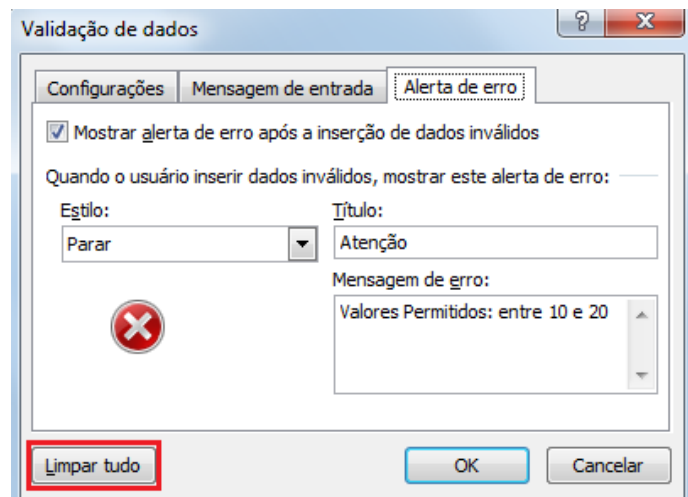 Validação de dados
Configurações Mensagem de entrada Alerta de erro
Mostrar alerta de erro após a inserção de dados inválidos
Quando o usuário inserir dados inválidos, mostrar este alerta de erro:
Estilo: Título:
Parar Atenção
Mensagem de erro:
Valores Permitidos: entre 10 e 20
Limpar tudo OK Cancelar